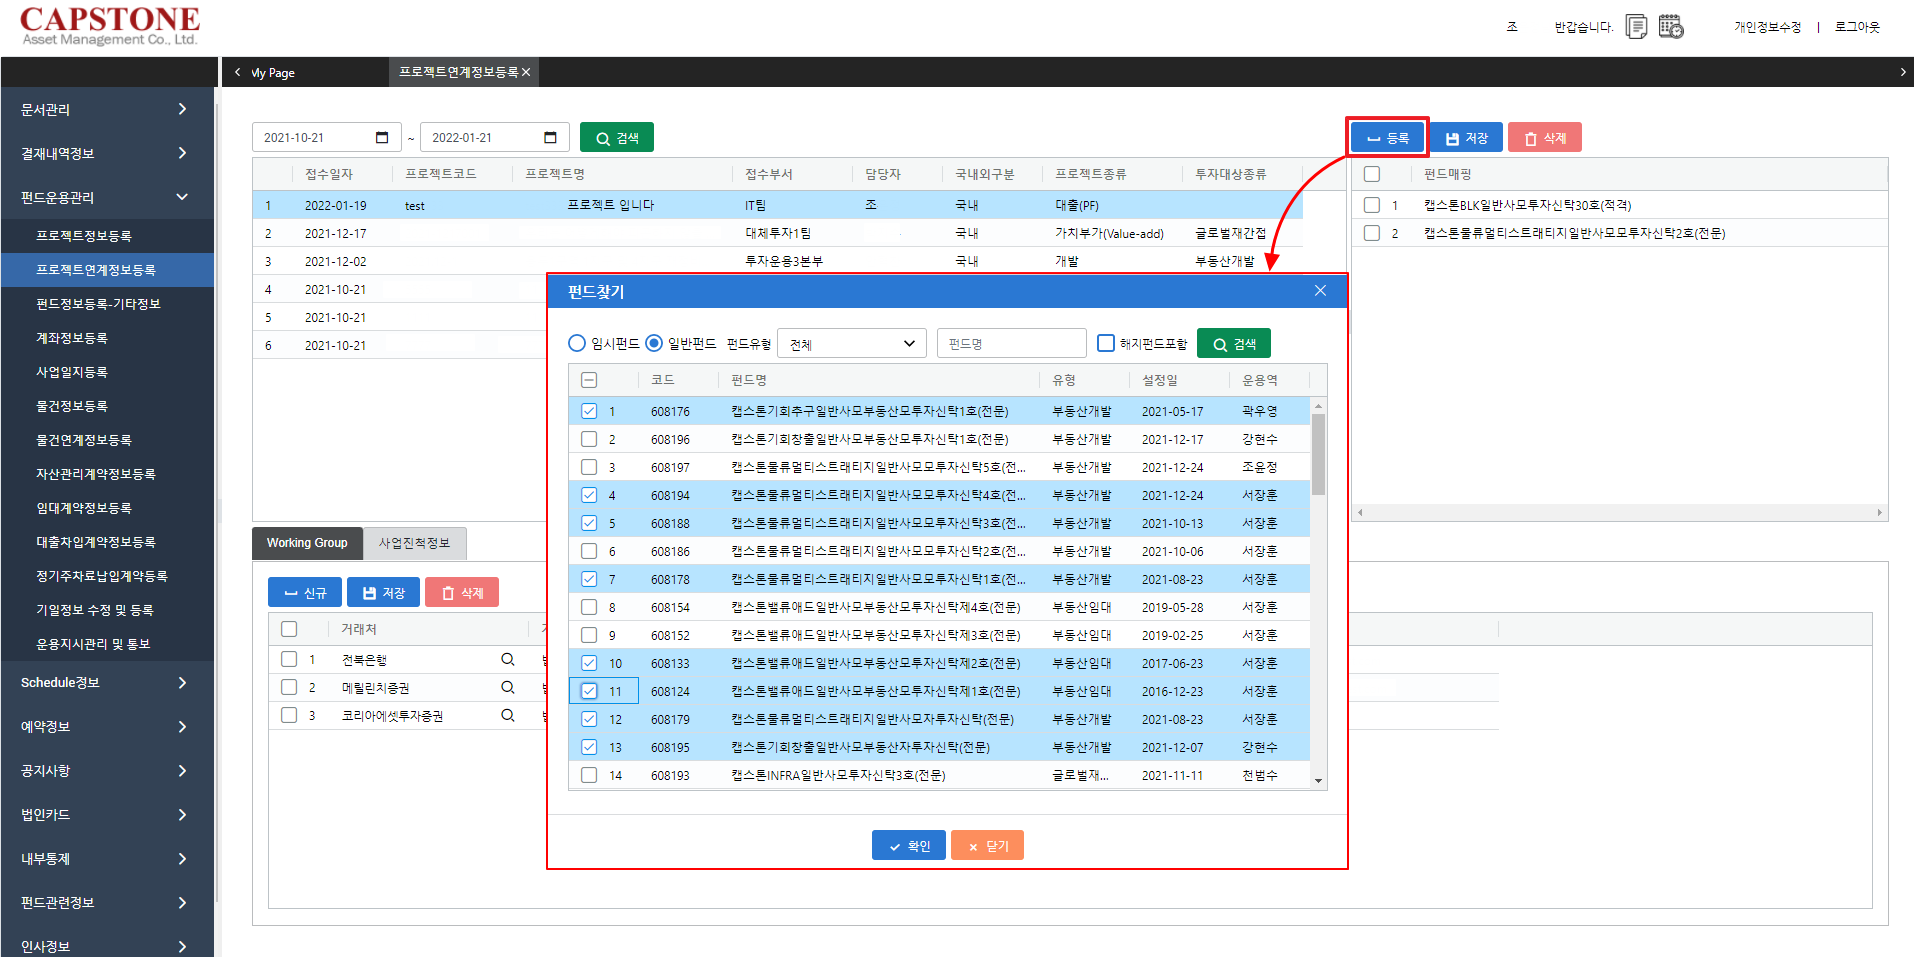 CAPSTONE
Asset Management Co., Ltd.
조 반갑습니다. 개인정보수정 | 로그아웃
My Page 프로젝트연계정보등록 ×
문서관리
결재내역정보
펀드운용관리
프로젝트정보등록
프로젝트연계정보등록
펀드정보등록-기타정보
계좌정보등록
사업일지등록
물건정보등록
물건연계정보등록
자산관리계약정보등록
임대계약정보등록
대출차입계약정보등록
정기주차료납입계약등록
기일정보 수정 및 등록
운용지시관리 및 통보
Schedule정보
예약정보
공지사항
법인카드
내부통제
펀드관련정보
인사정보
2021-10-21 ~ 2022-01-21 검색
접수일자 프로젝트코드 프로젝트명 접수부서 담당자 국내외구분 프로젝트종류 투자대상종류
1 2022-01-19 test 프로젝트 입니다 IT팀 조 국내 대출(PF)
2 2021-12-17 대체투자1팀 국내 가치부가(Value-add) 글로벌재간접
3 2021-12-02 투자운용3본부 국내 개발 부동산개발
4 2021-10-21
5 2021-10-21
6 2021-10-21
등록 저장 삭제
펀드매핑
1 캡스톤BLK일반사모투자신탁30호(적격)
2 캡스톤물류멀티스트래티지일반사모모투자신탁2호(전문)
Working Group 사업진척정보
신규 저장 삭제
거래처
1 전북은행
2 메릴린치증권
3 코리아에셋투자증권
펀드찾기
임시펀드 일반펀드 펀드유형 전체 펀드명 해지펀드포함 검색
코드 펀드명 유형 설정일 운용역
1 608176 캡스톤기회추구일반사모부동산모투자신탁1호(전문) 부동산개발 2021-05-17 곽우영
2 608196 캡스톤기회창출일반사모부동산모투자신탁1호(전문) 부동산개발 2021-12-17 강현수
3 608197 캡스톤물류멀티스트래티지일반사모모투자신탁5호(전... 부동산개발 2021-12-24 조윤정
4 608194 캡스톤물류멀티스트래티지일반사모모투자신탁4호(전... 부동산개발 2021-12-24 서장훈
5 608188 캡스톤물류멀티스트래티지일반사모모투자신탁3호(전... 부동산개발 2021-10-13 서장훈
6 608186 캡스톤물류멀티스트래티지일반사모모투자신탁2호(전... 부동산개발 2021-10-06 서장훈
7 608178 캡스톤물류멀티스트래티지일반사모모투자신탁1호(전... 부동산개발 2021-08-23 서장훈
8 608154 캡스톤밸류애드일반사모부동산모투자신탁제4호(전문) 부동산임대 2019-05-28 서장훈
9 608152 캡스톤밸류애드일반사모부동산모투자신탁제3호(전문) 부동산임대 2019-02-25 서장훈
10 608133 캡스톤밸류애드일반사모부동산모투자신탁제2호(전문) 부동산임대 2017-06-23 서장훈
11 608124 캡스톤밸류애드일반사모부동산모투자신탁제1호(전문) 부동산임대 2016-12-23 서장훈
12 608179 캡스톤물류멀티스트래티지일반사모자투자신탁(전문) 부동산개발 2021-08-23 서장훈
13 608195 캡스톤기회창출일반사모부동산자투자신탁(전문) 부동산개발 2021-12-07 강현수
14 608193 캡스톤INFRA일반사모투자신탁3호(전문) 글로벌재... 2021-11-11 천범수
확인 닫기